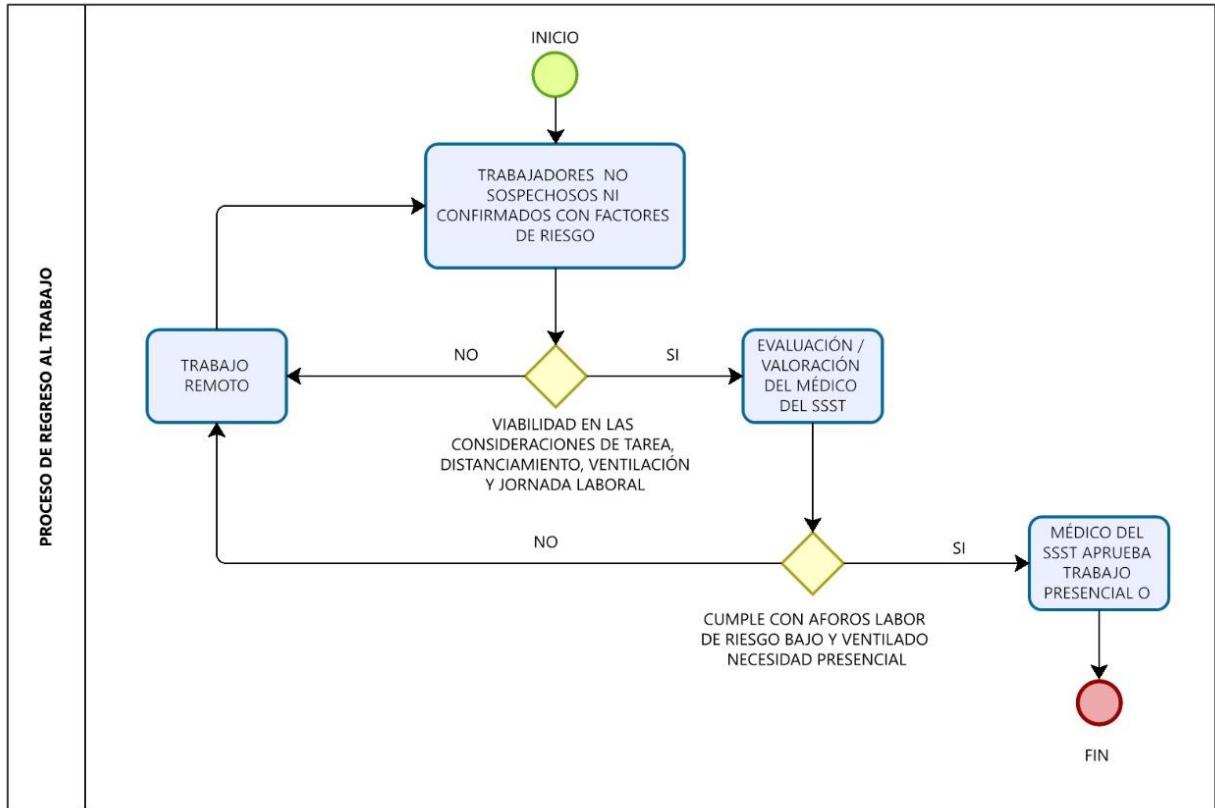 PROCESO DE REGRESO AL TRABAJO
INICIO
TRABAJADORES NO
SOSPECHOSOS NI
CONFIRMADOS CON FACTORES
DE RIESGO
TRABAJO
REMOTO
NO
SI
EVALUACIÓN /
VALORACIÓN
DEL MÉDICO
DEL SSST
VIABILIDAD EN LAS
CONSIDERACIONES DE TAREA,
DISTANCIAMIENTO, VENTILACIÓN
Y JORNADA LABORAL
NO
SI
MÉDICO DEL
SSST APRUEBA
TRABAJO
PRESENCIAL O
CUMPLE CON AFOROS LABOR
DE RIESGO BAJO Y VENTILADO
NECESIDAD PRESENCIAL
FIN